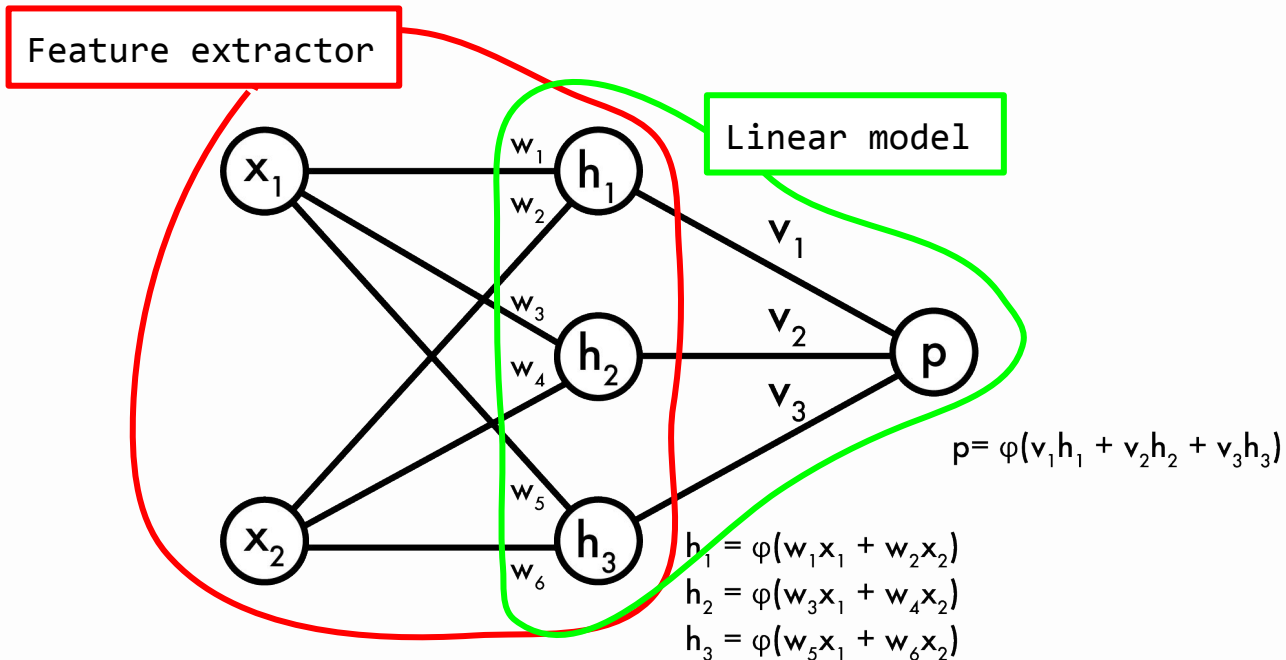 Feature extractor
Linear model
x₁
w₁
h₁
w₂
v₁
w₃
v₂
h₂
p
w₄
v₃
p= φ(v₁h₁ + v₂h₂ + v₃h₃)
w₅
x₂
h₃
w₆
h₁ = φ(w₁x₁ + w₂x₂)
h₂ = φ(w₃x₁ + w₄x₂)
h₃ = φ(w₅x₁ + w₆x₂)